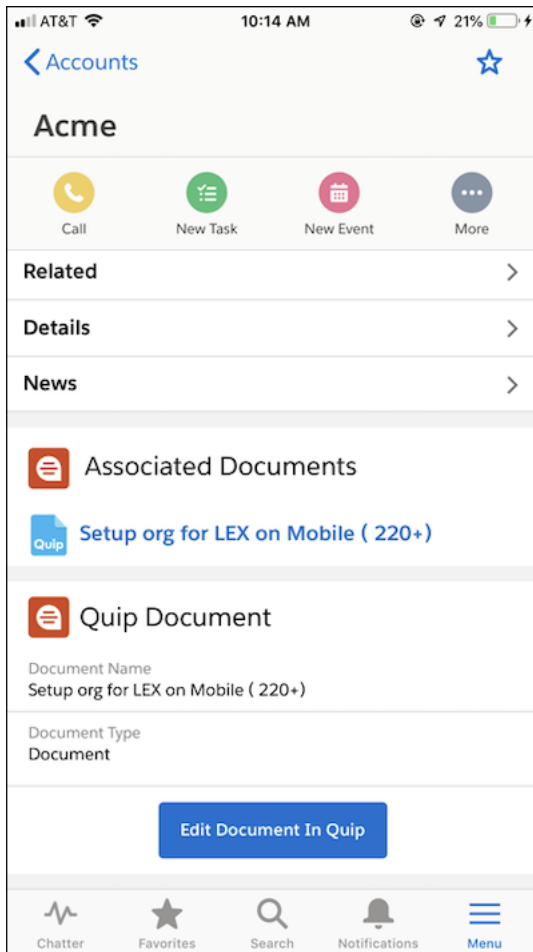 AT&T 10:14 AM 21%
Accounts
Acme
Call New Task New Event More
Related
Details
News
Associated Documents
Quip Setup org for LEX on Mobile ( 220+)
Quip Document
Document Name
Setup org for LEX on Mobile ( 220+)
Document Type
Document
Edit Document In Quip
Chatter Favorites Search Notifications Menu